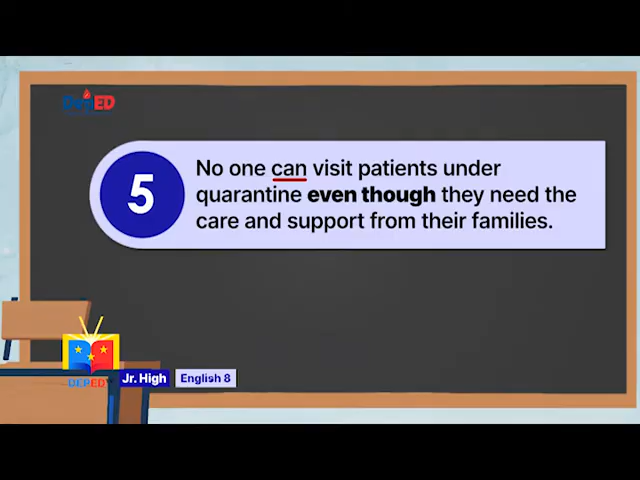 DepED
5
No one can visit patients under
quarantine even though they need the
care and support from their families.
DEPED
Jr. High
English 8